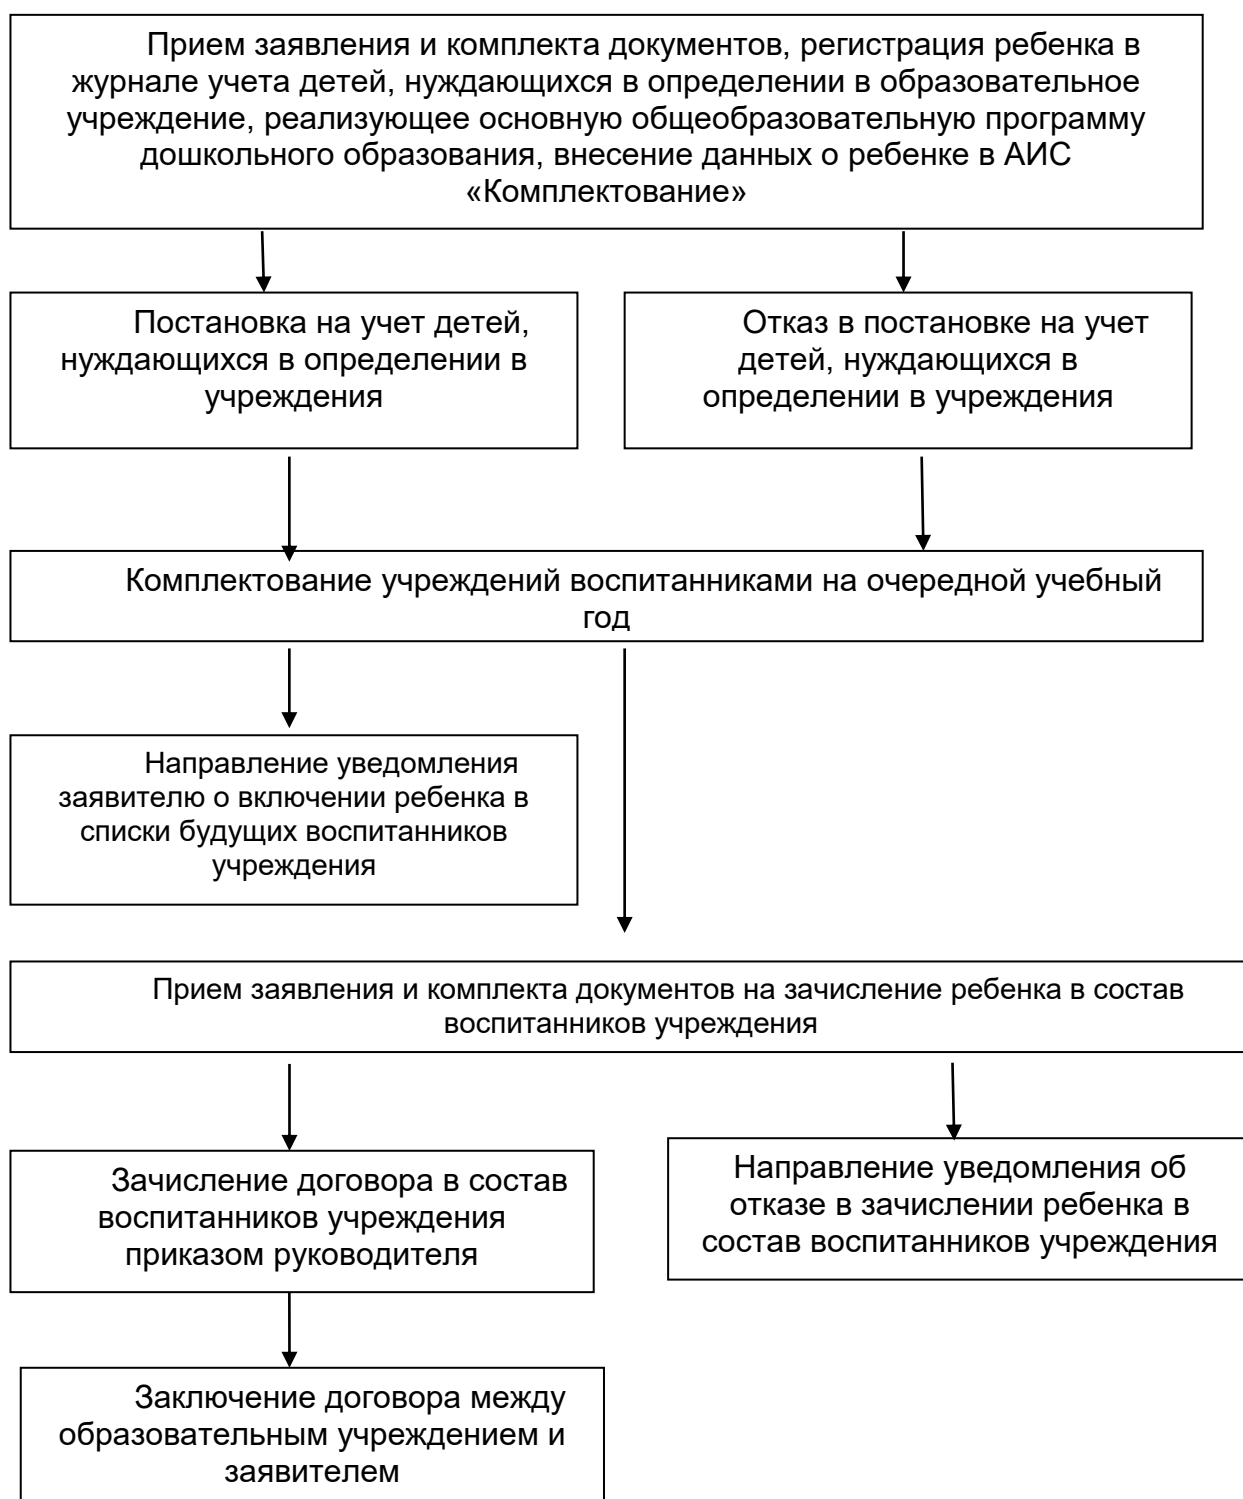 Прием заявления и комплекта документов, регистрация ребенка в
журнале учета детей, нуждающихся в определении в образовательное
учреждение, реализующее основную общеобразовательную программу
дошкольного образования, внесение данных о ребенке в АИС
«Комплектование»
Постановка на учет детей,
нуждающихся в определении в
учреждения
Отказ в постановке на учет
детей, нуждающихся в
определении в учреждения
Комплектование учреждений воспитанниками на очередной учебный
год
Направление уведомления
заявителю о включении ребенка в
списки будущих воспитанников
учреждения
Прием заявления и комплекта документов на зачисление ребенка в состав
воспитанников учреждения
Зачисление договора в состав
воспитанников учреждения
приказом руководителя
Направление уведомления об
отказе в зачислении ребенка в
состав воспитанников учреждения
Заключение договора между
образовательным учреждением и
заявителем